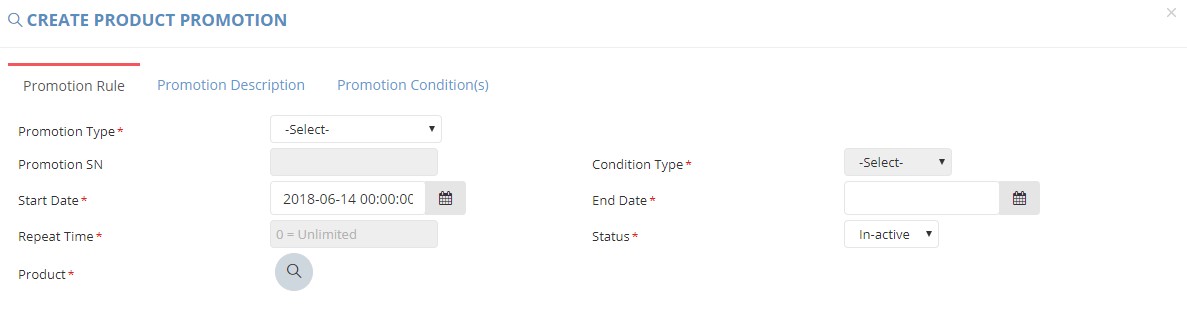 CREATE PRODUCT PROMOTION
×
Promotion Rule Promotion Description Promotion Condition(s)
Promotion Type* -Select-
Promotion SN Condition Type* -Select-
Start Date* 2018-06-14 00:00:00 End Date*
Repeat Time* 0 = Unlimited Status* In-active
Product*